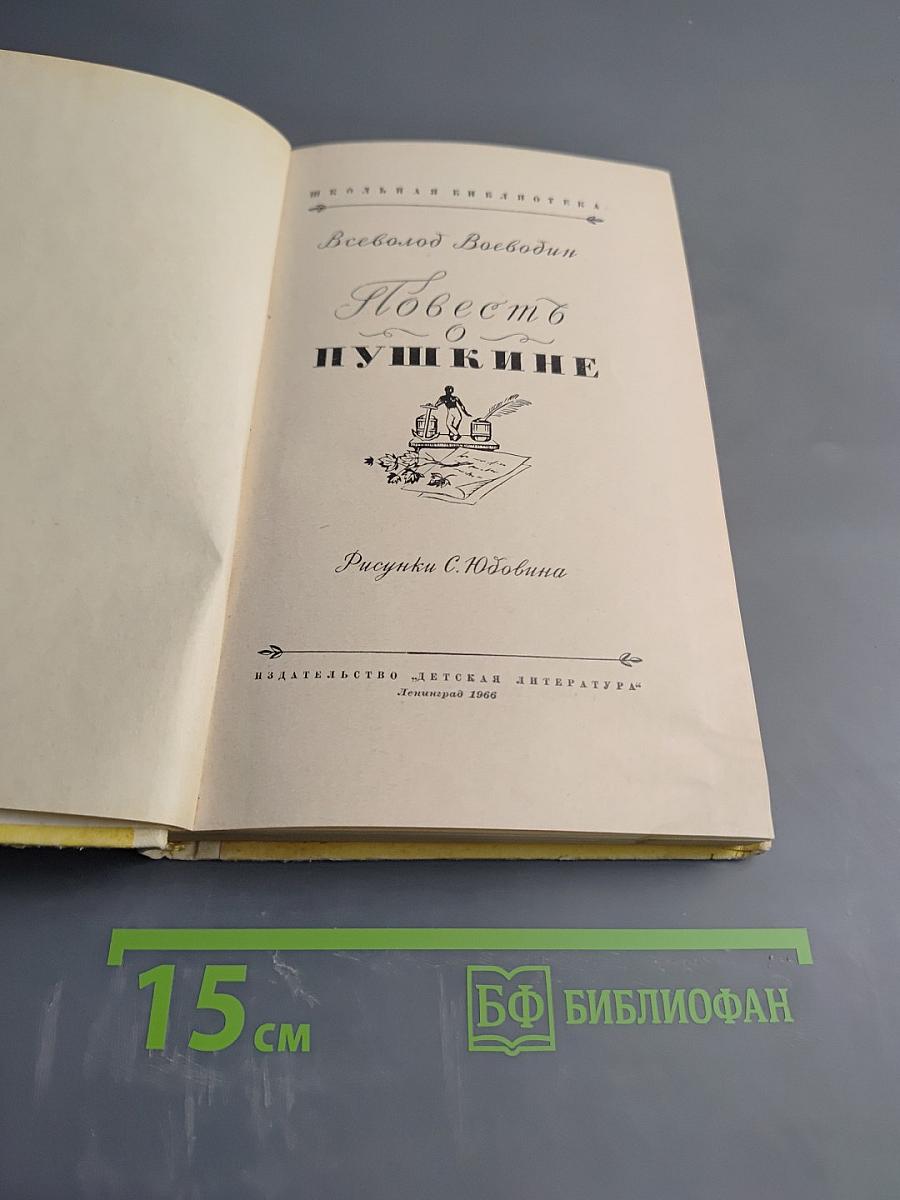 ШКОЛЬНАЯ БИБЛИОТЕКА
Всеволод Воеводин
Повесть
о
ПУШКИНЕ
Рисунки С. Юдовина
ИЗДАТЕЛЬСТВО „ДЕТСКАЯ ЛИТЕРАТУРА“
Ленинград 1966
15 см
БФ БИБЛИОФАН